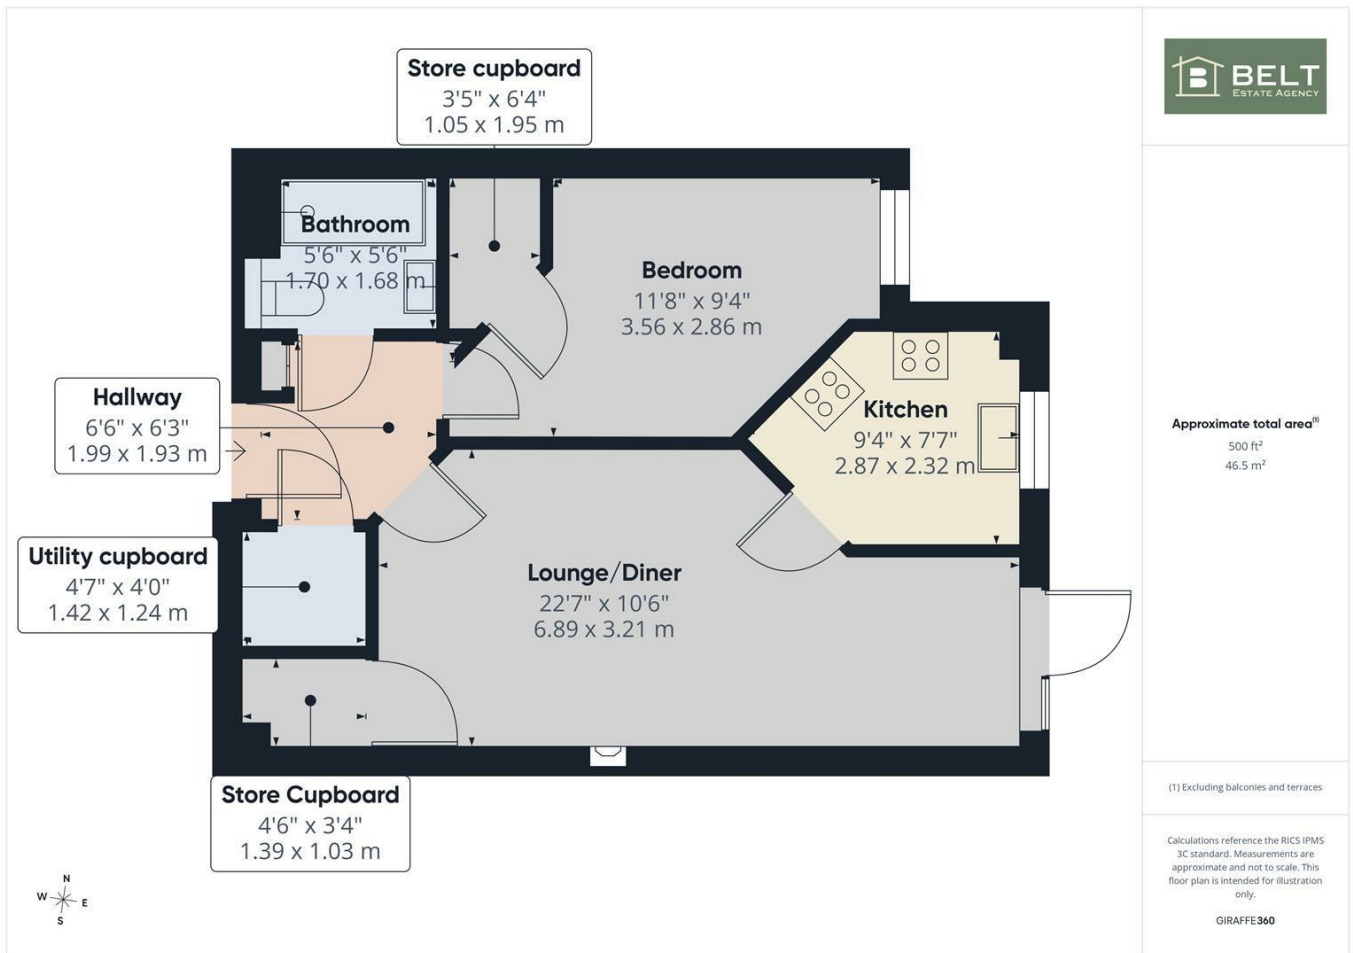 Store cupboard
3'5" x 6'4"
1.05 x 1.95 m
BELT
ESTATE AGENCY
Bathroom
5'6" x 5'6"
1.70 x 1.68 m
Bedroom
11'8" x 9'4"
3.56 x 2.86 m
Hallway
6'6" x 6'3"
1.99 x 1.93 m
Kitchen
9'4" x 7'7"
2.87 x 2.32 m
Approximate total area⁽¹⁾
500 ft²
46.5 m²
Utility cupboard
4'7" x 4'0"
1.42 x 1.24 m
Lounge/Diner
22'7" x 10'6"
6.89 x 3.21 m
Store Cupboard
4'6" x 3'4"
1.39 x 1.03 m
(1) Excluding balconies and terraces
Calculations reference the RICS IPMS
3C standard. Measurements are
approximate and not to scale. This
floor plan is intended for illustration
only.
GIRAFFE360
N
W E
S